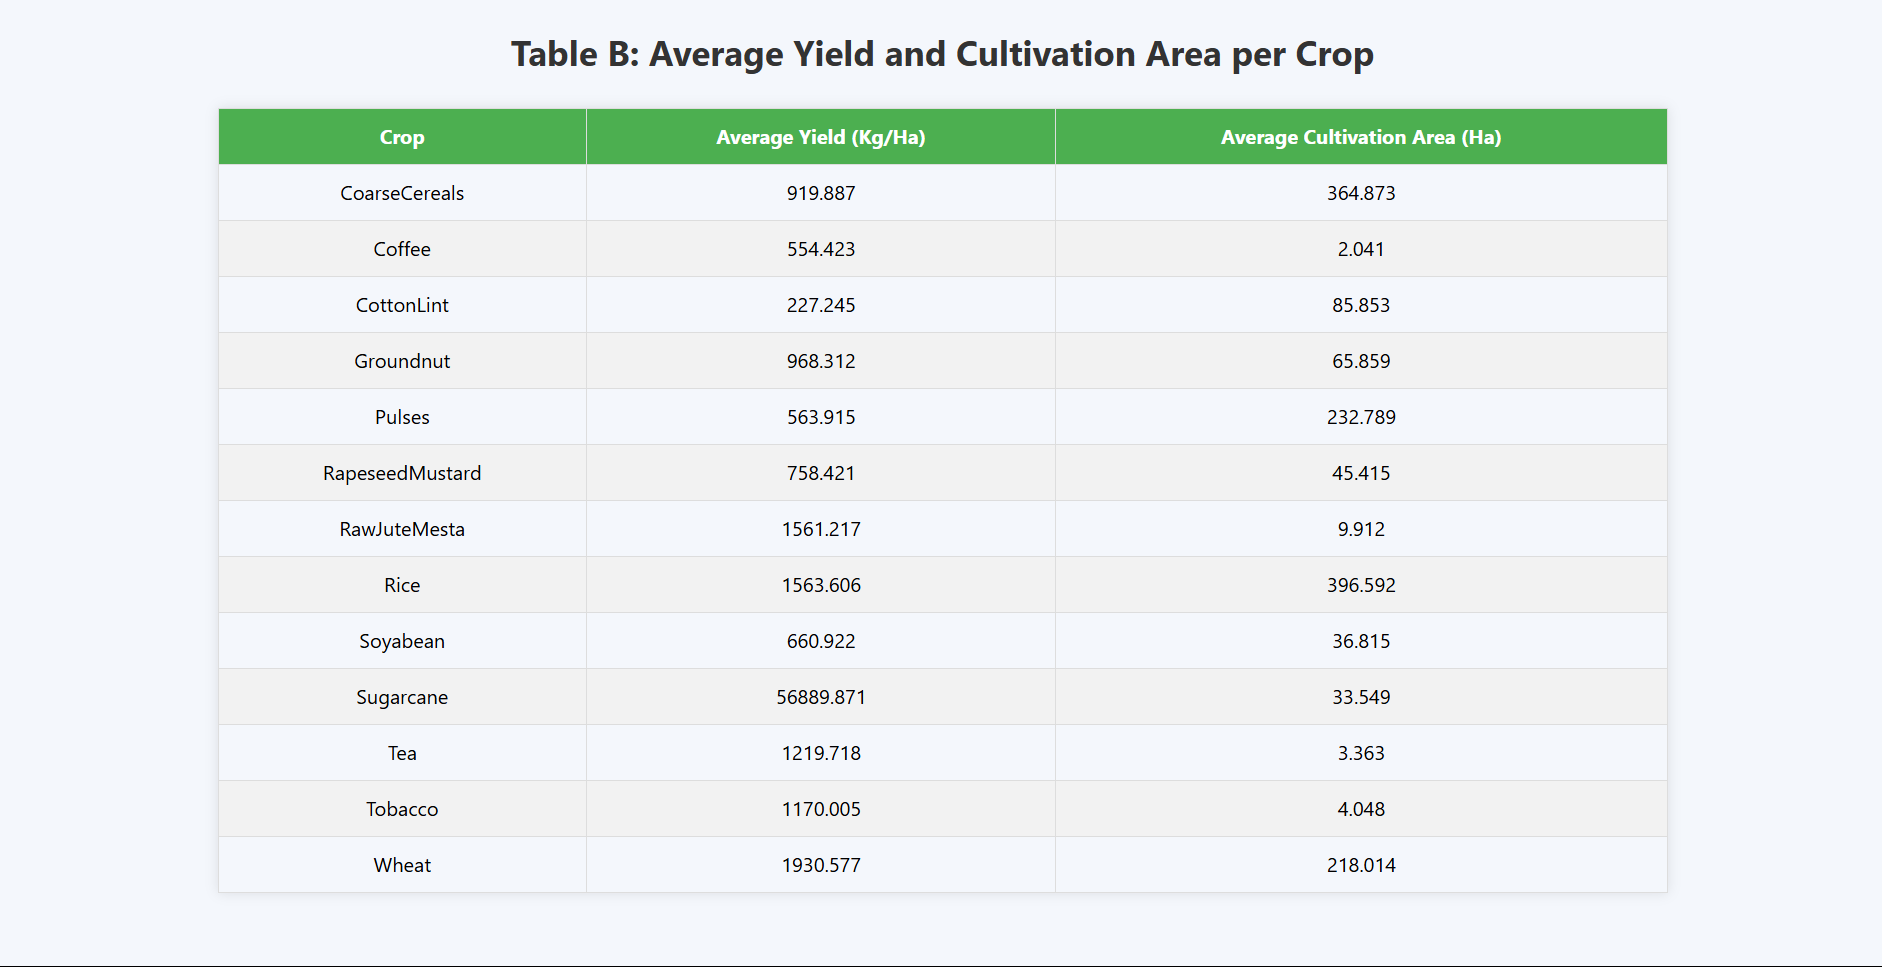 Table B: Average Yield and Cultivation Area per Crop
Crop Average Yield (Kg/Ha) Average Cultivation Area (Ha)
CoarseCereals 919.887 364.873
Coffee 554.423 2.041
CottonLint 227.245 85.853
Groundnut 968.312 65.859
Pulses 563.915 232.789
RapeseedMustard 758.421 45.415
RawJuteMesta 1561.217 9.912
Rice 1563.606 396.592
Soyabean 660.922 36.815
Sugarcane 56889.871 33.549
Tea 1219.718 3.363
Tobacco 1170.005 4.048
Wheat 1930.577 218.014